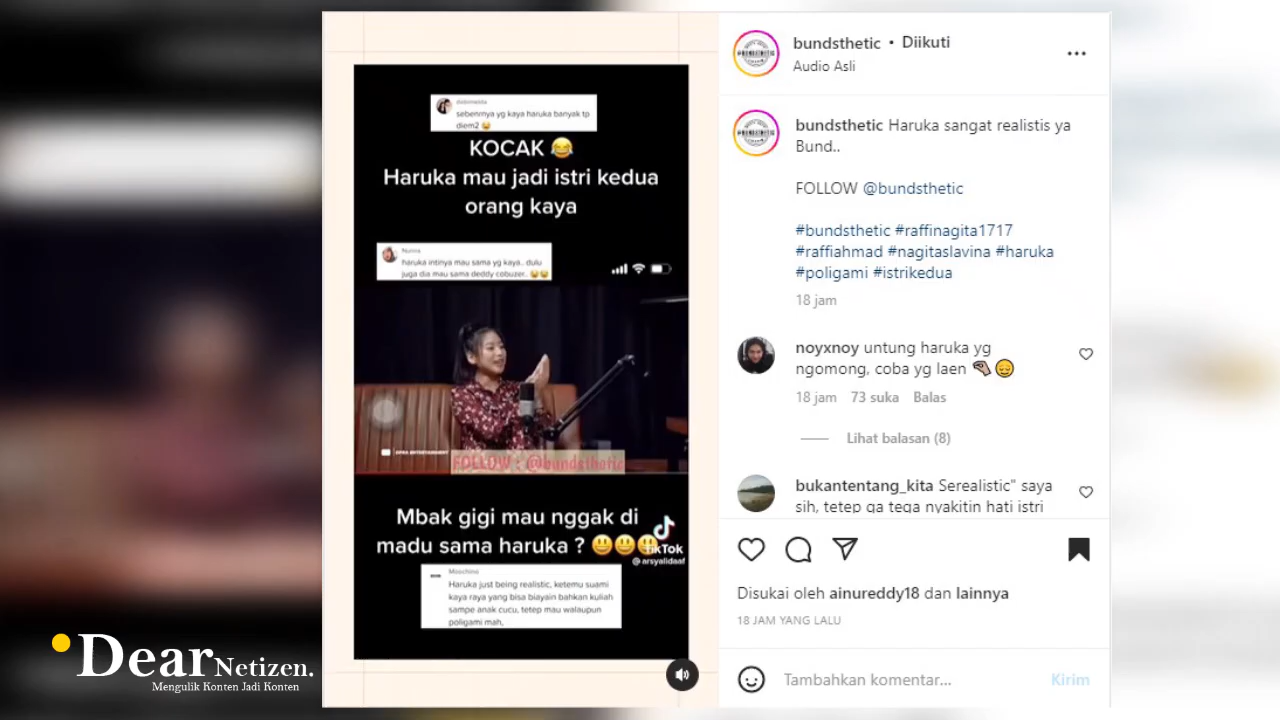 dobimelda
sebenrnya yg kaya haruka banyak tp
diem2 😪
KOCAK 😂
Haruka mau jadi istri kedua
orang kaya
Nunna
haruka intinya mau sama yg kaya.. dulu
juga dia mau sama deddy cobuzer.. 😪😪
DPRA ENTERTAINMENT
FOLLOW : @bundsthetic
Mbak gigi mau nggak di
madu sama haruka ? 😃😃😃
TikTok
@arsyalidaaf
Moochino
Haruka just being realistic, ketemu suami
kaya raya yang bisa biayain bahkan kuliah
sampe anak cucu, tetep mau walaupun
poligami mah,
Dear Netizen.
Mengulik Konten Jadi Konten
bundsthetic • Diikuti
Audio Asli
bundsthetic Haruka sangat realistis ya
Bund..
FOLLOW @bundsthetic
#bundsthetic #raffinagita1717
#raffiahmad #nagitaslavina #haruka
#poligami #istrikedua
18 jam
noyxnoy untung haruka yg
ngomong, coba yg laen
18 jam 73 suka Balas
Lihat balasan (8)
bukantentang_kita Serealistic" saya
sih, tetep ga tega nyakitin hati istri
Disukai oleh ainureddy18 dan lainnya
18 JAM YANG LALU
Tambahkan komentar...
Kirim